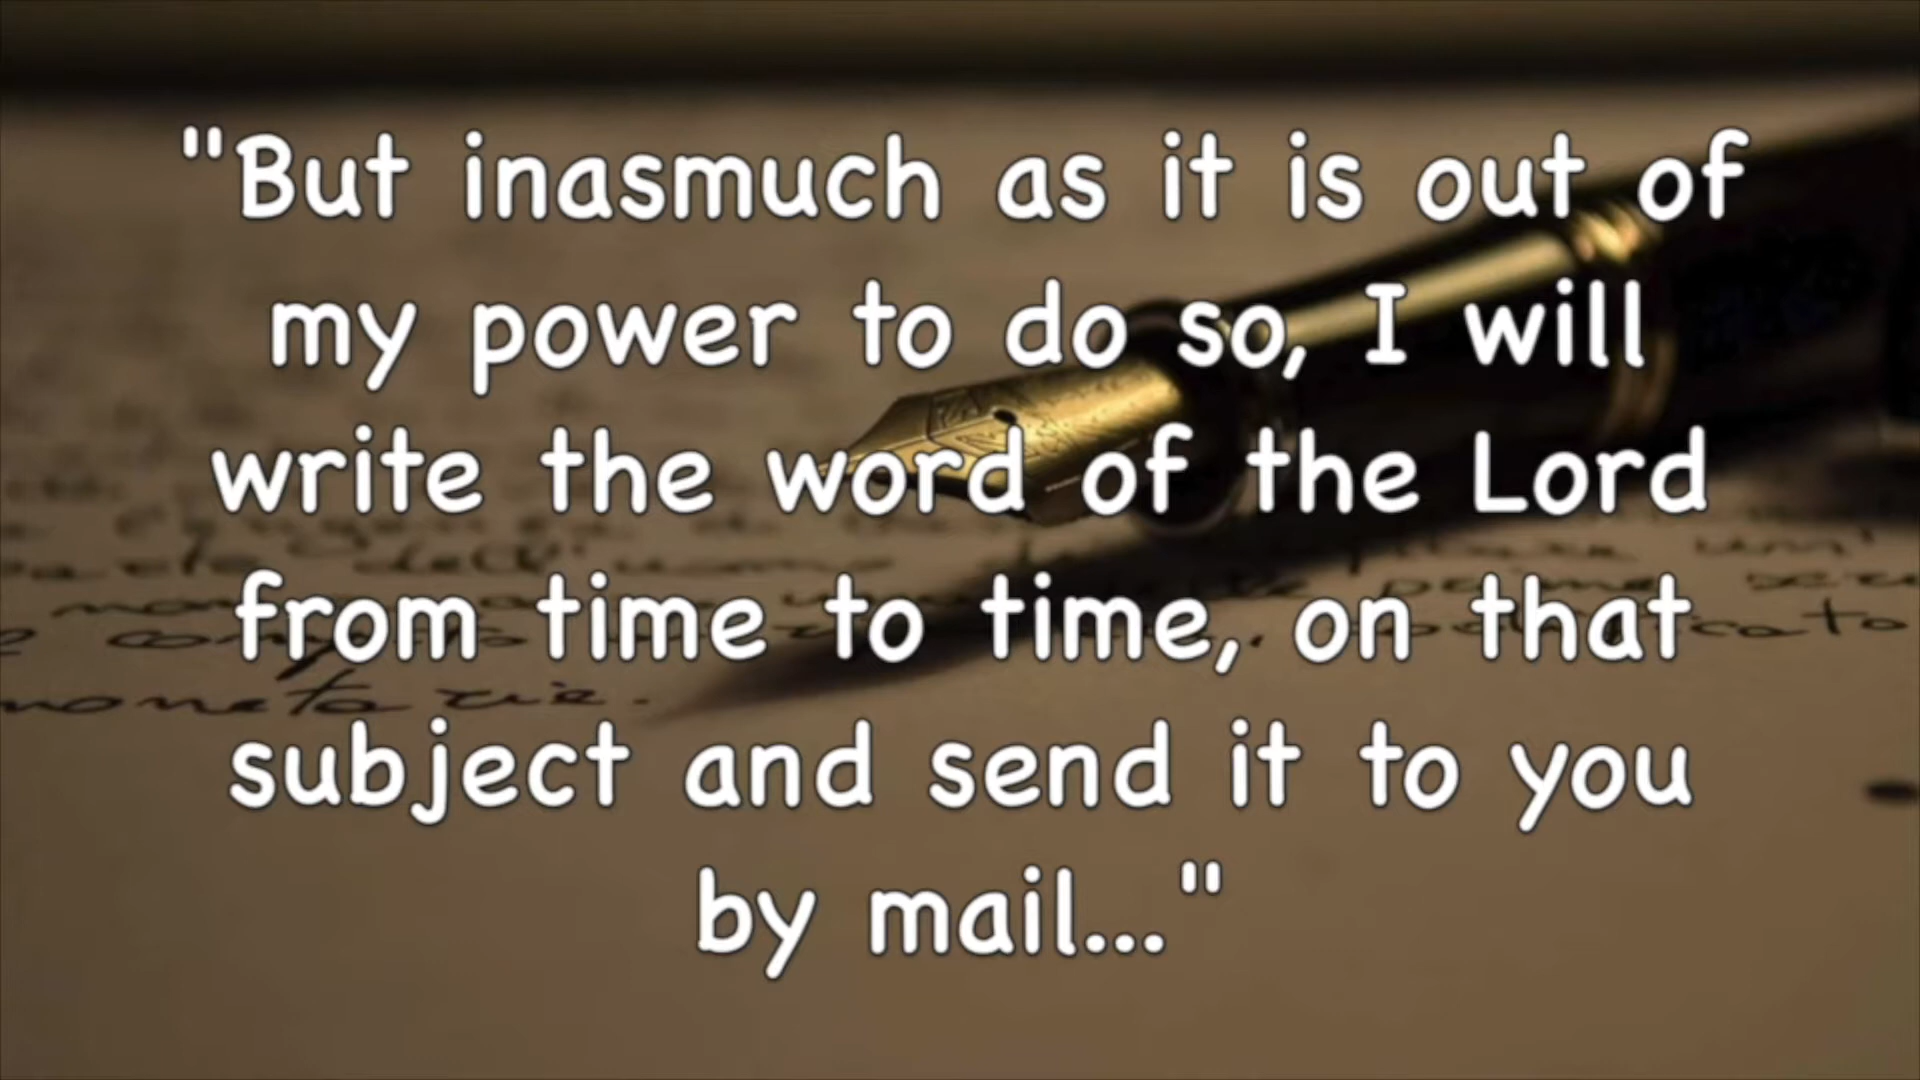 "But inasmuch as it is out of
my power to do so, I will
write the word of the Lord
from time to time, on that
subject and send it to you
by mail..."